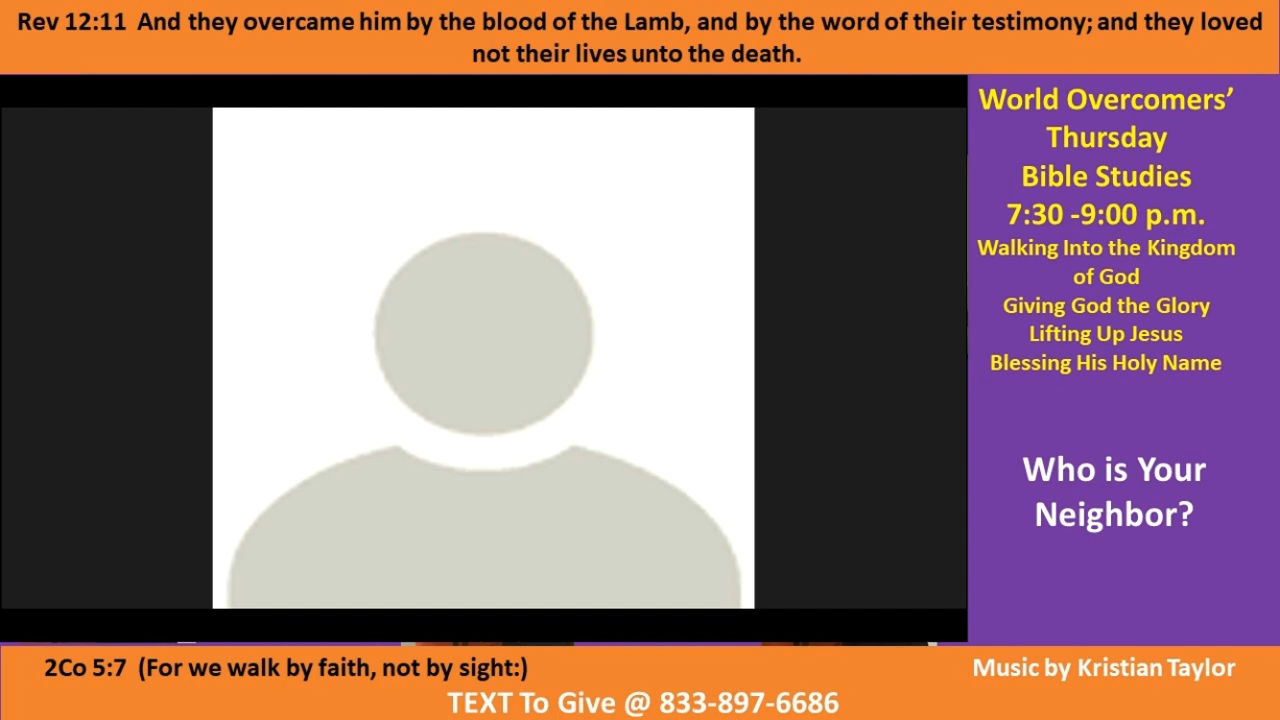 Rev 12:11 And they overcame him by the blood of the Lamb, and by the word of their testimony; and they loved
not their lives unto the death.
World Overcomers’
Thursday
Bible Studies
7:30 -9:00 p.m.
Walking Into the Kingdom
of God
Giving God the Glory
Lifting Up Jesus
Blessing His Holy Name
Who is Your
Neighbor?
2Co 5:7 (For we walk by faith, not by sight:)
Music by Kristian Taylor
TEXT To Give @ 833-897-6686